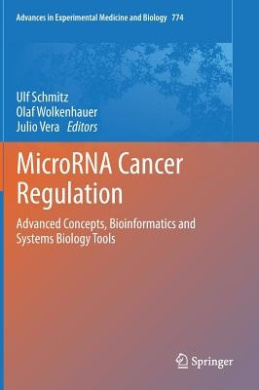 Advances in Experimental Medicine and Biology 774
Ulf Schmitz
Olaf Wolkenhauer
Julio Vera Editors
MicroRNA Cancer
Regulation
Advanced Concepts, Bioinformatics and
Systems Biology Tools
Springer